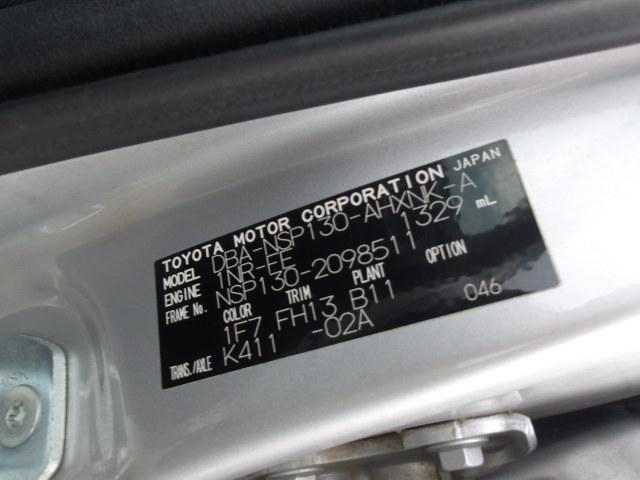 TOYOTA MOTOR CORPORATION JAPAN
MODEL DBA-NSP130-AHXNK-A
ENGINE 1NR-FE 1329 mL
FRAME No. NSP130-2098511
COLOR TRIM PLANT OPTION
1F7 FH13 B11 046
TRANS./AXLE K411 -02A